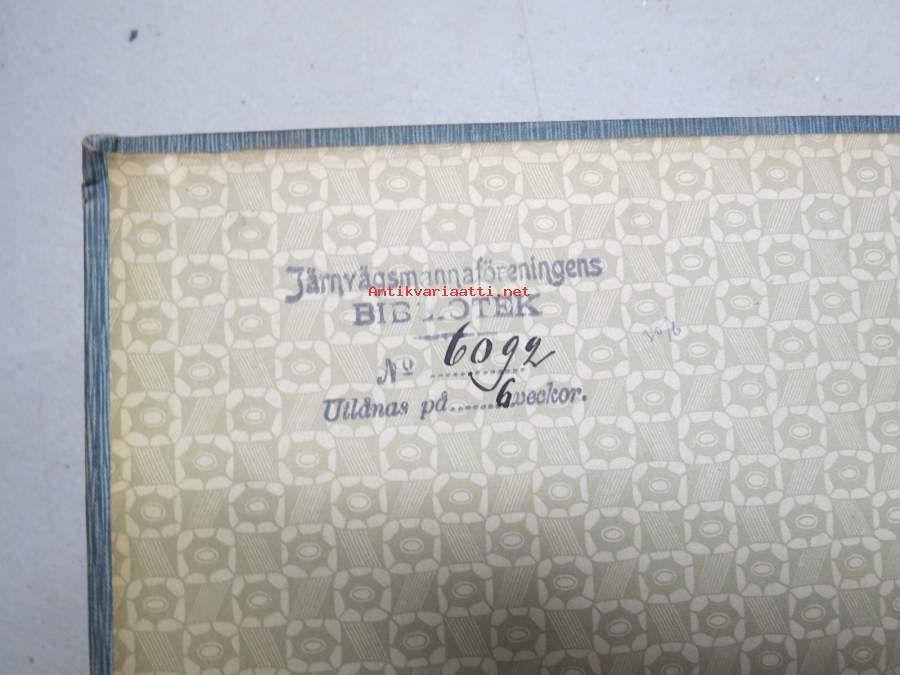 Järnvägsmannaföreningens
Antikvariaatti.net
BIBLIOTEK
No 6092
Utlånas på 6 veckor.